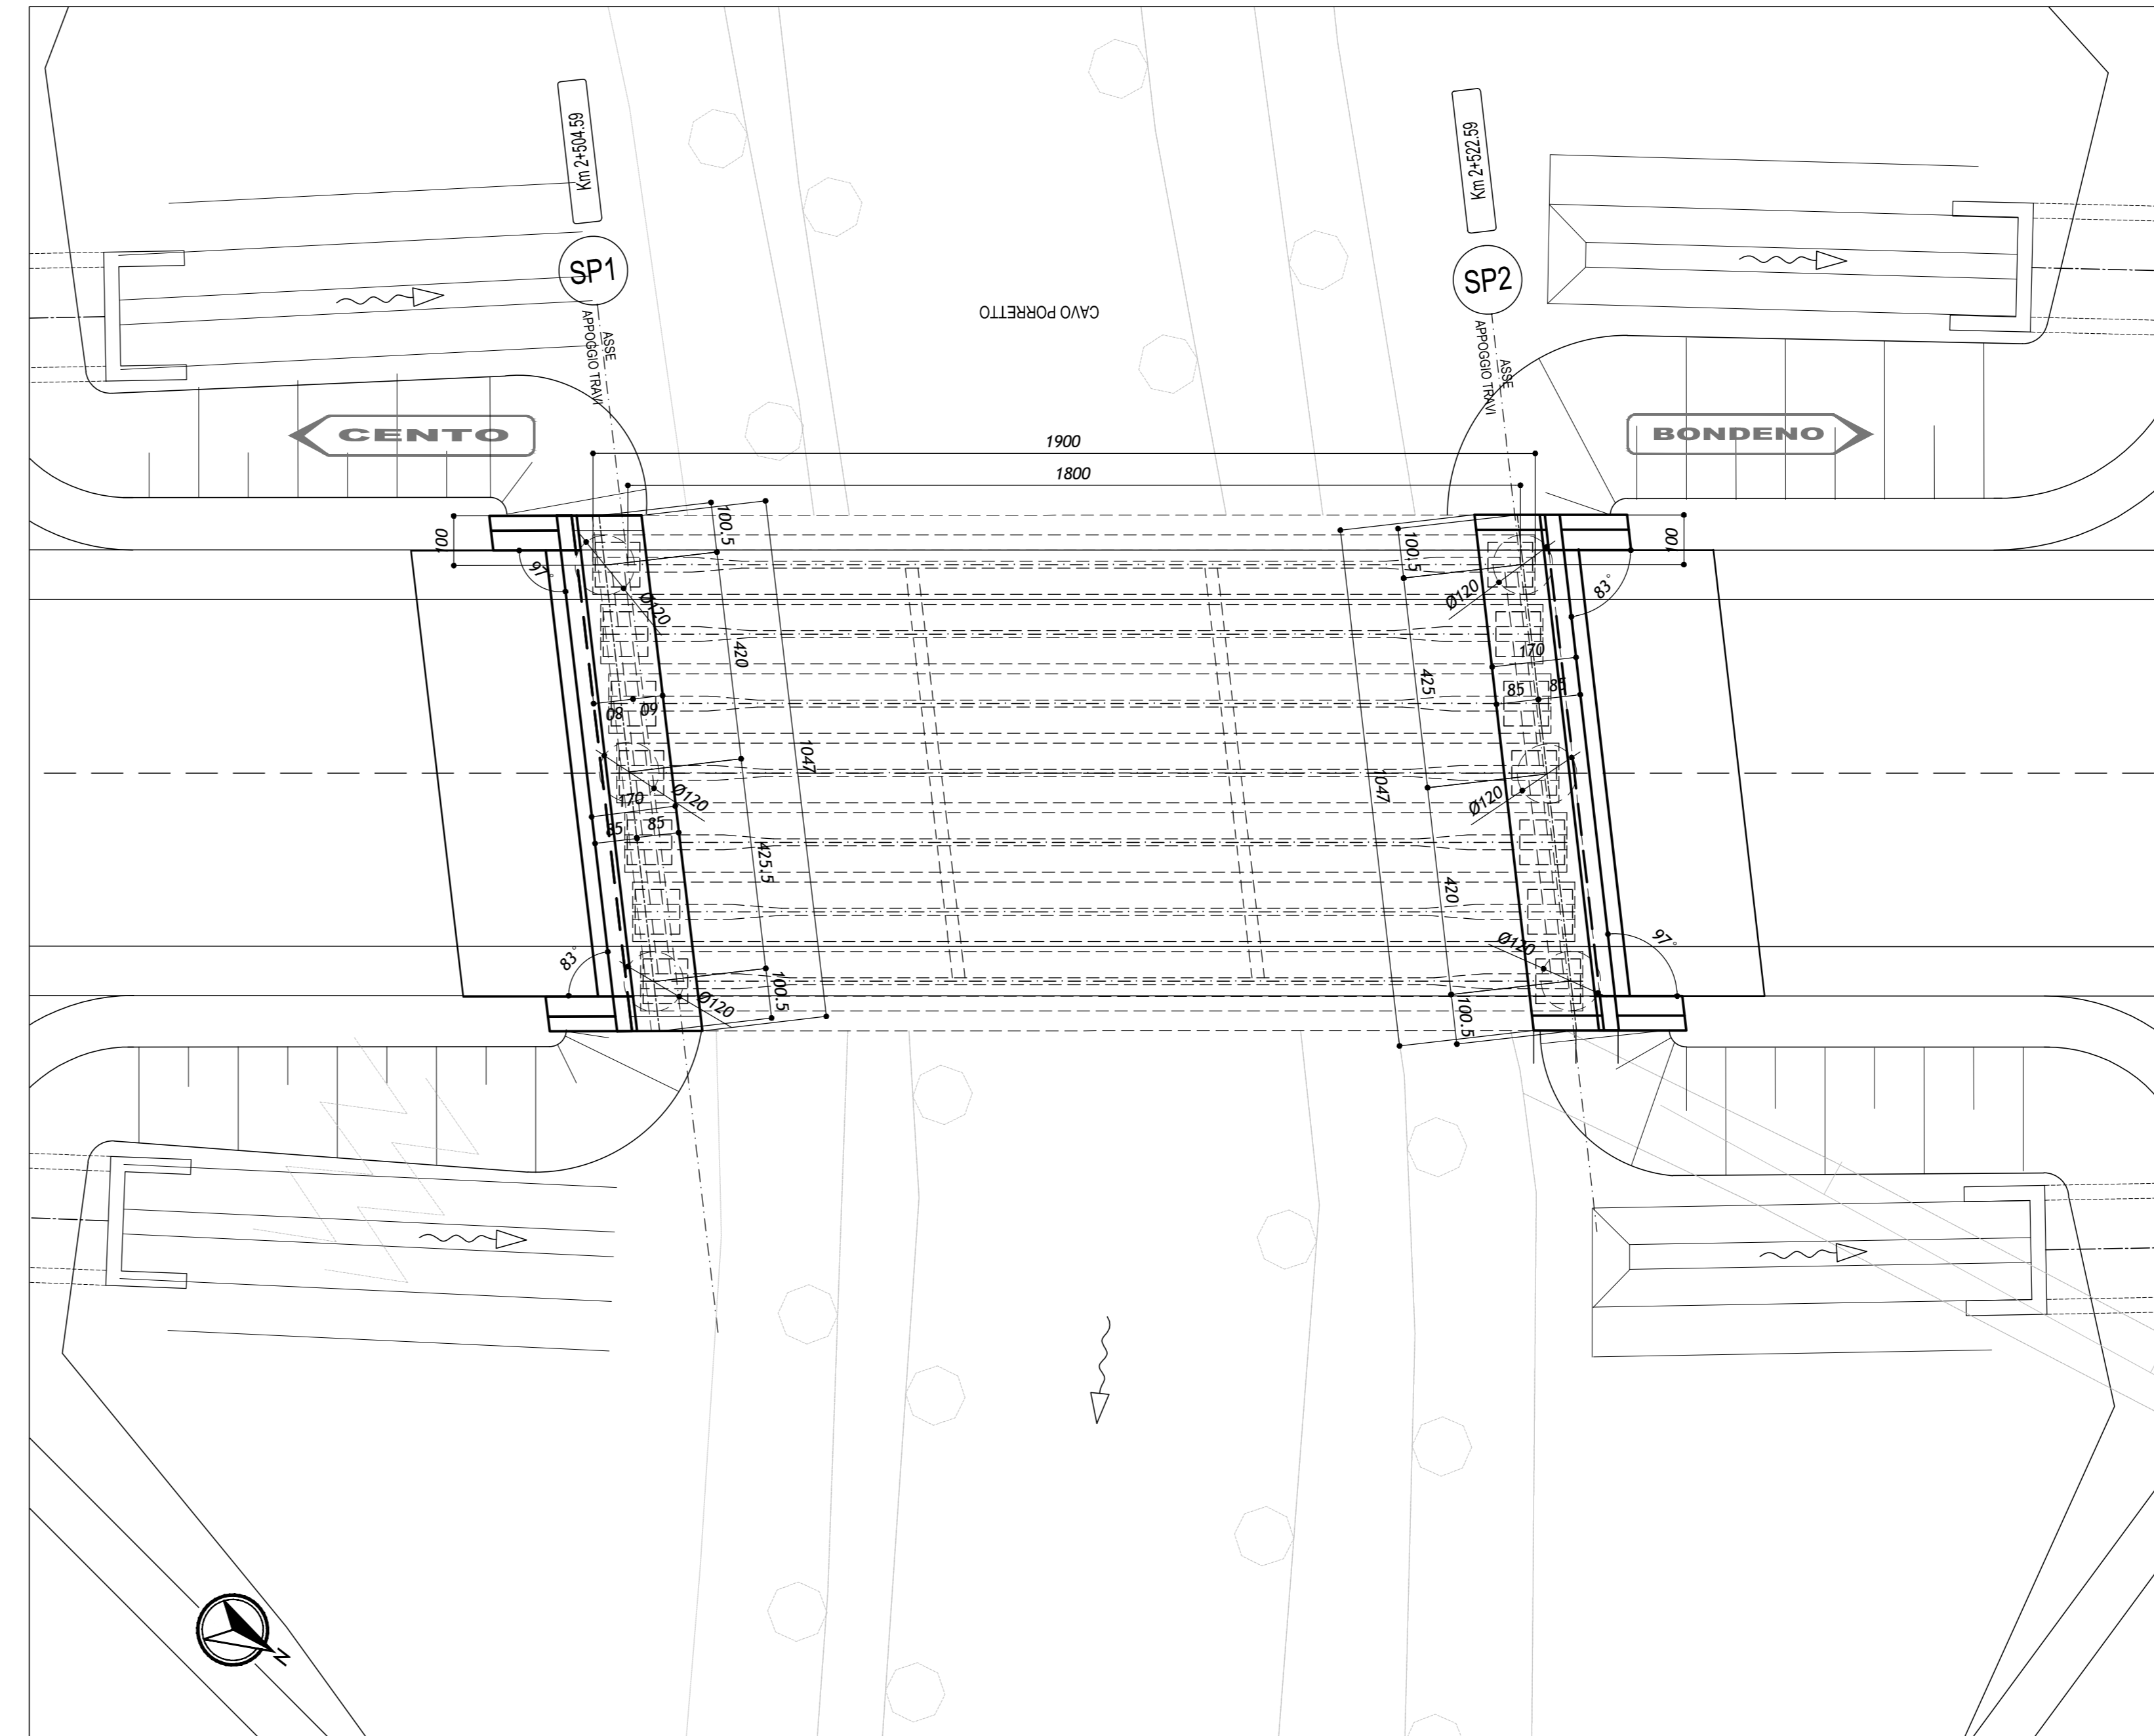 Km 2+504.59
Km 2+522.59
SP1
SP2
CAVO PORRETTO
ASSE
APPOGGIO TRAVI
ASSE
APPOGGIO TRAVI
CENTO
BONDENO
1900
1800
100
100.5
100.5
100
97°
83°
Ø120
Ø120
420
170
425
85
85
80
60
1047
1047
Ø120
Ø120
170
85
85
425.5
420
Ø120
97°
83°
100.5
Ø120
100.5
N